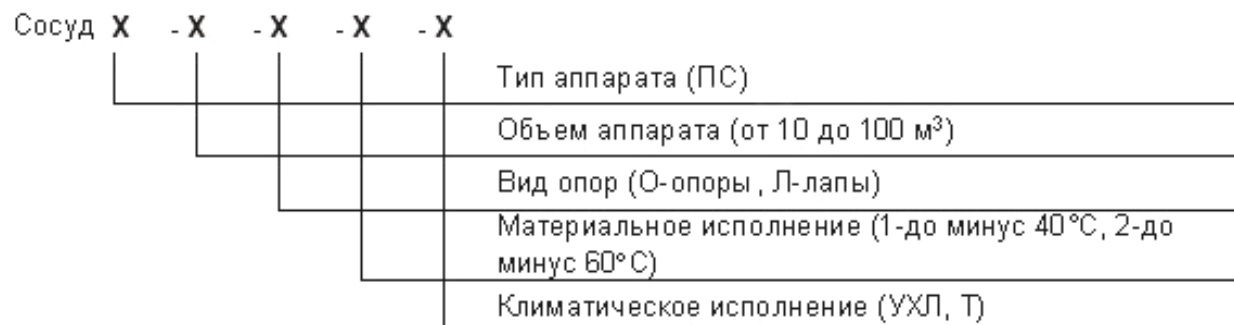 Сосуд X - X - X - X - X
Тип аппарата (ПС)
Объем аппарата (от 10 до 100 м³)
Вид опор (О-опоры, Л-лапы)
Материальное исполнение (1-до минус 40°С, 2-до
минус 60°С)
Климатическое исполнение (УХЛ, Т)